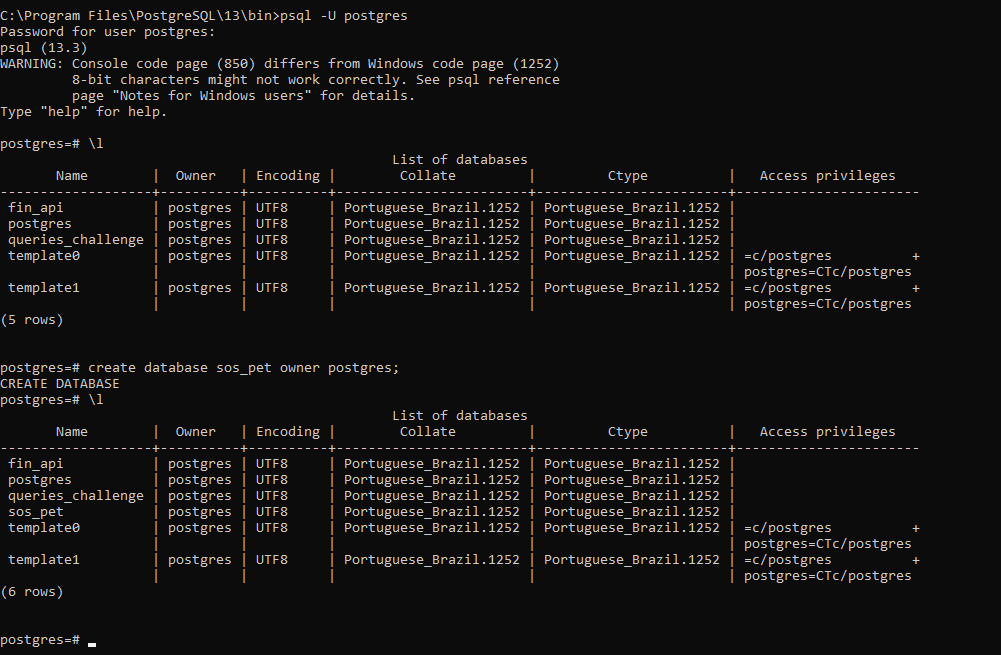 C:\Program Files\PostgreSQL\13\bin>psql -U postgres
Password for user postgres:
psql (13.3)
WARNING: Console code page (850) differs from Windows code page (1252)
         8-bit characters might not work correctly. See psql reference
         page "Notes for Windows users" for details.
Type "help" for help.

postgres=# \l
                                                 List of databases
       Name        |  Owner   | Encoding |        Collate         |         Ctype          |   Access privileges
-------------------+----------+----------+------------------------+------------------------+-----------------------
 fin_api           | postgres | UTF8     | Portuguese_Brazil.1252 | Portuguese_Brazil.1252 |
 postgres          | postgres | UTF8     | Portuguese_Brazil.1252 | Portuguese_Brazil.1252 |
 queries_challenge | postgres | UTF8     | Portuguese_Brazil.1252 | Portuguese_Brazil.1252 |
 template0         | postgres | UTF8     | Portuguese_Brazil.1252 | Portuguese_Brazil.1252 | =c/postgres          +
                   |          |          |                        |                        | postgres=CTc/postgres
 template1         | postgres | UTF8     | Portuguese_Brazil.1252 | Portuguese_Brazil.1252 | =c/postgres          +
                   |          |          |                        |                        | postgres=CTc/postgres
(5 rows)


postgres=# create database sos_pet owner postgres;
CREATE DATABASE
postgres=# \l
                                                 List of databases
       Name        |  Owner   | Encoding |        Collate         |         Ctype          |   Access privileges
-------------------+----------+----------+------------------------+------------------------+-----------------------
 fin_api           | postgres | UTF8     | Portuguese_Brazil.1252 | Portuguese_Brazil.1252 |
 postgres          | postgres | UTF8     | Portuguese_Brazil.1252 | Portuguese_Brazil.1252 |
 queries_challenge | postgres | UTF8     | Portuguese_Brazil.1252 | Portuguese_Brazil.1252 |
 sos_pet           | postgres | UTF8     | Portuguese_Brazil.1252 | Portuguese_Brazil.1252 |
 template0         | postgres | UTF8     | Portuguese_Brazil.1252 | Portuguese_Brazil.1252 | =c/postgres          +
                   |          |          |                        |                        | postgres=CTc/postgres
 template1         | postgres | UTF8     | Portuguese_Brazil.1252 | Portuguese_Brazil.1252 | =c/postgres          +
                   |          |          |                        |                        | postgres=CTc/postgres
(6 rows)


postgres=# _